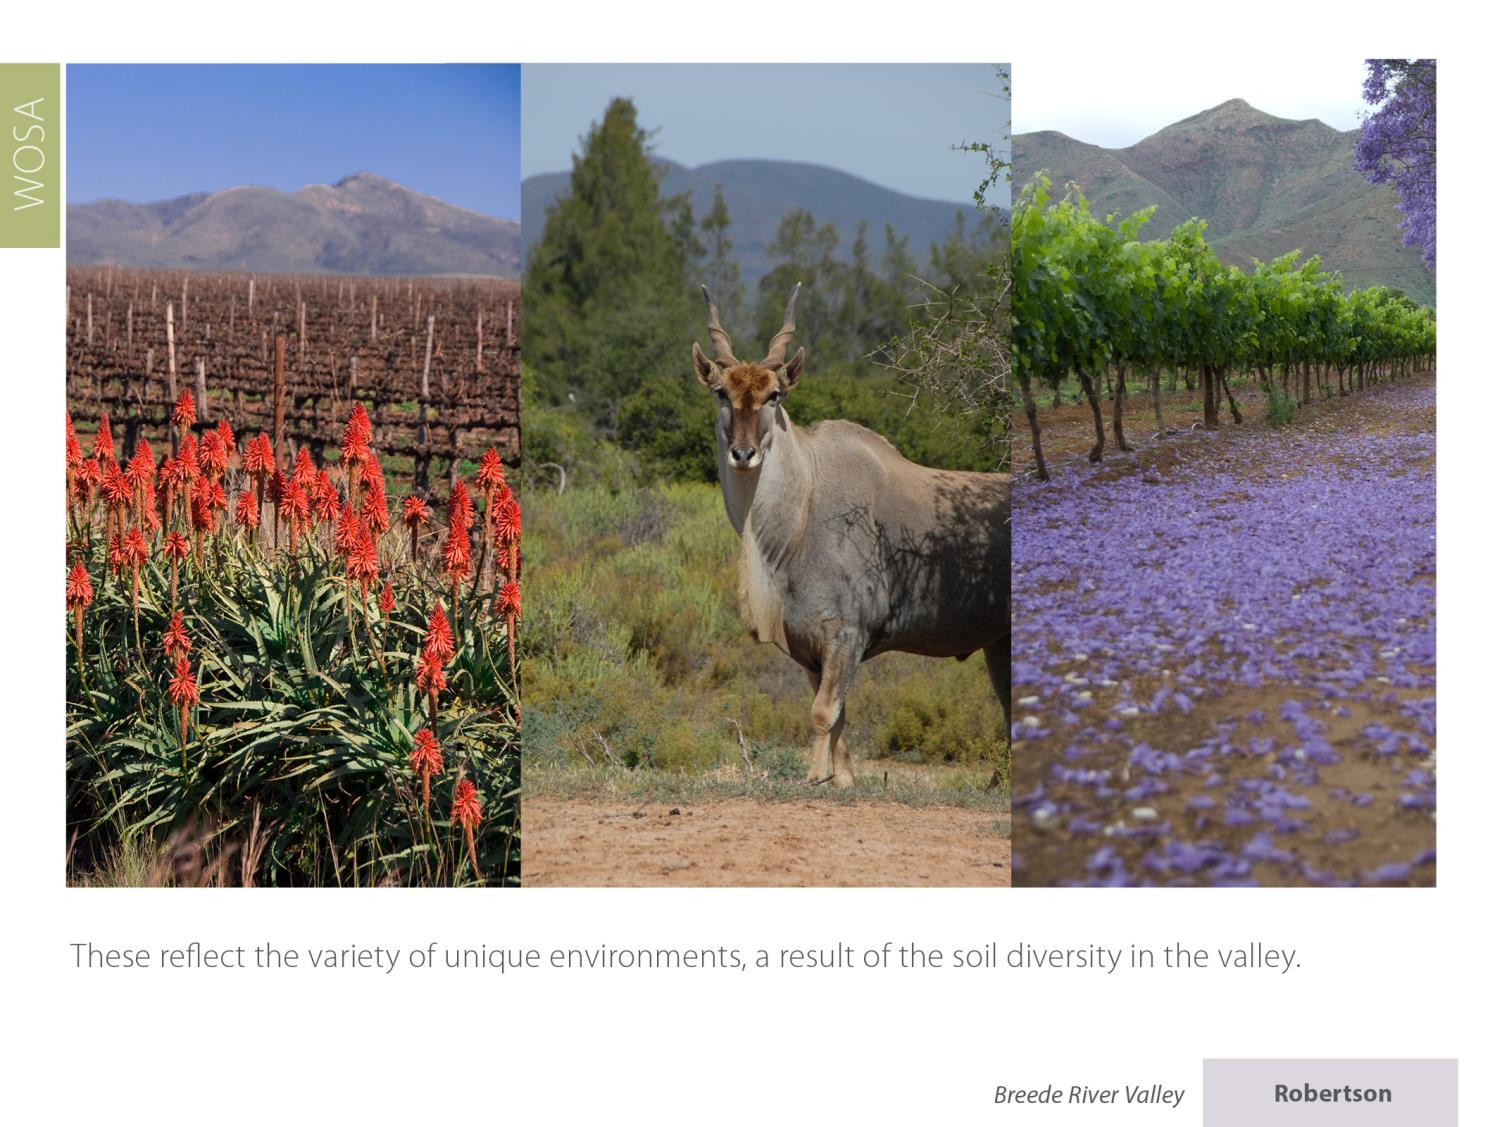 WOSA
These reflect the variety of unique environments, a result of the soil diversity in the valley.
Breede River Valley
Robertson